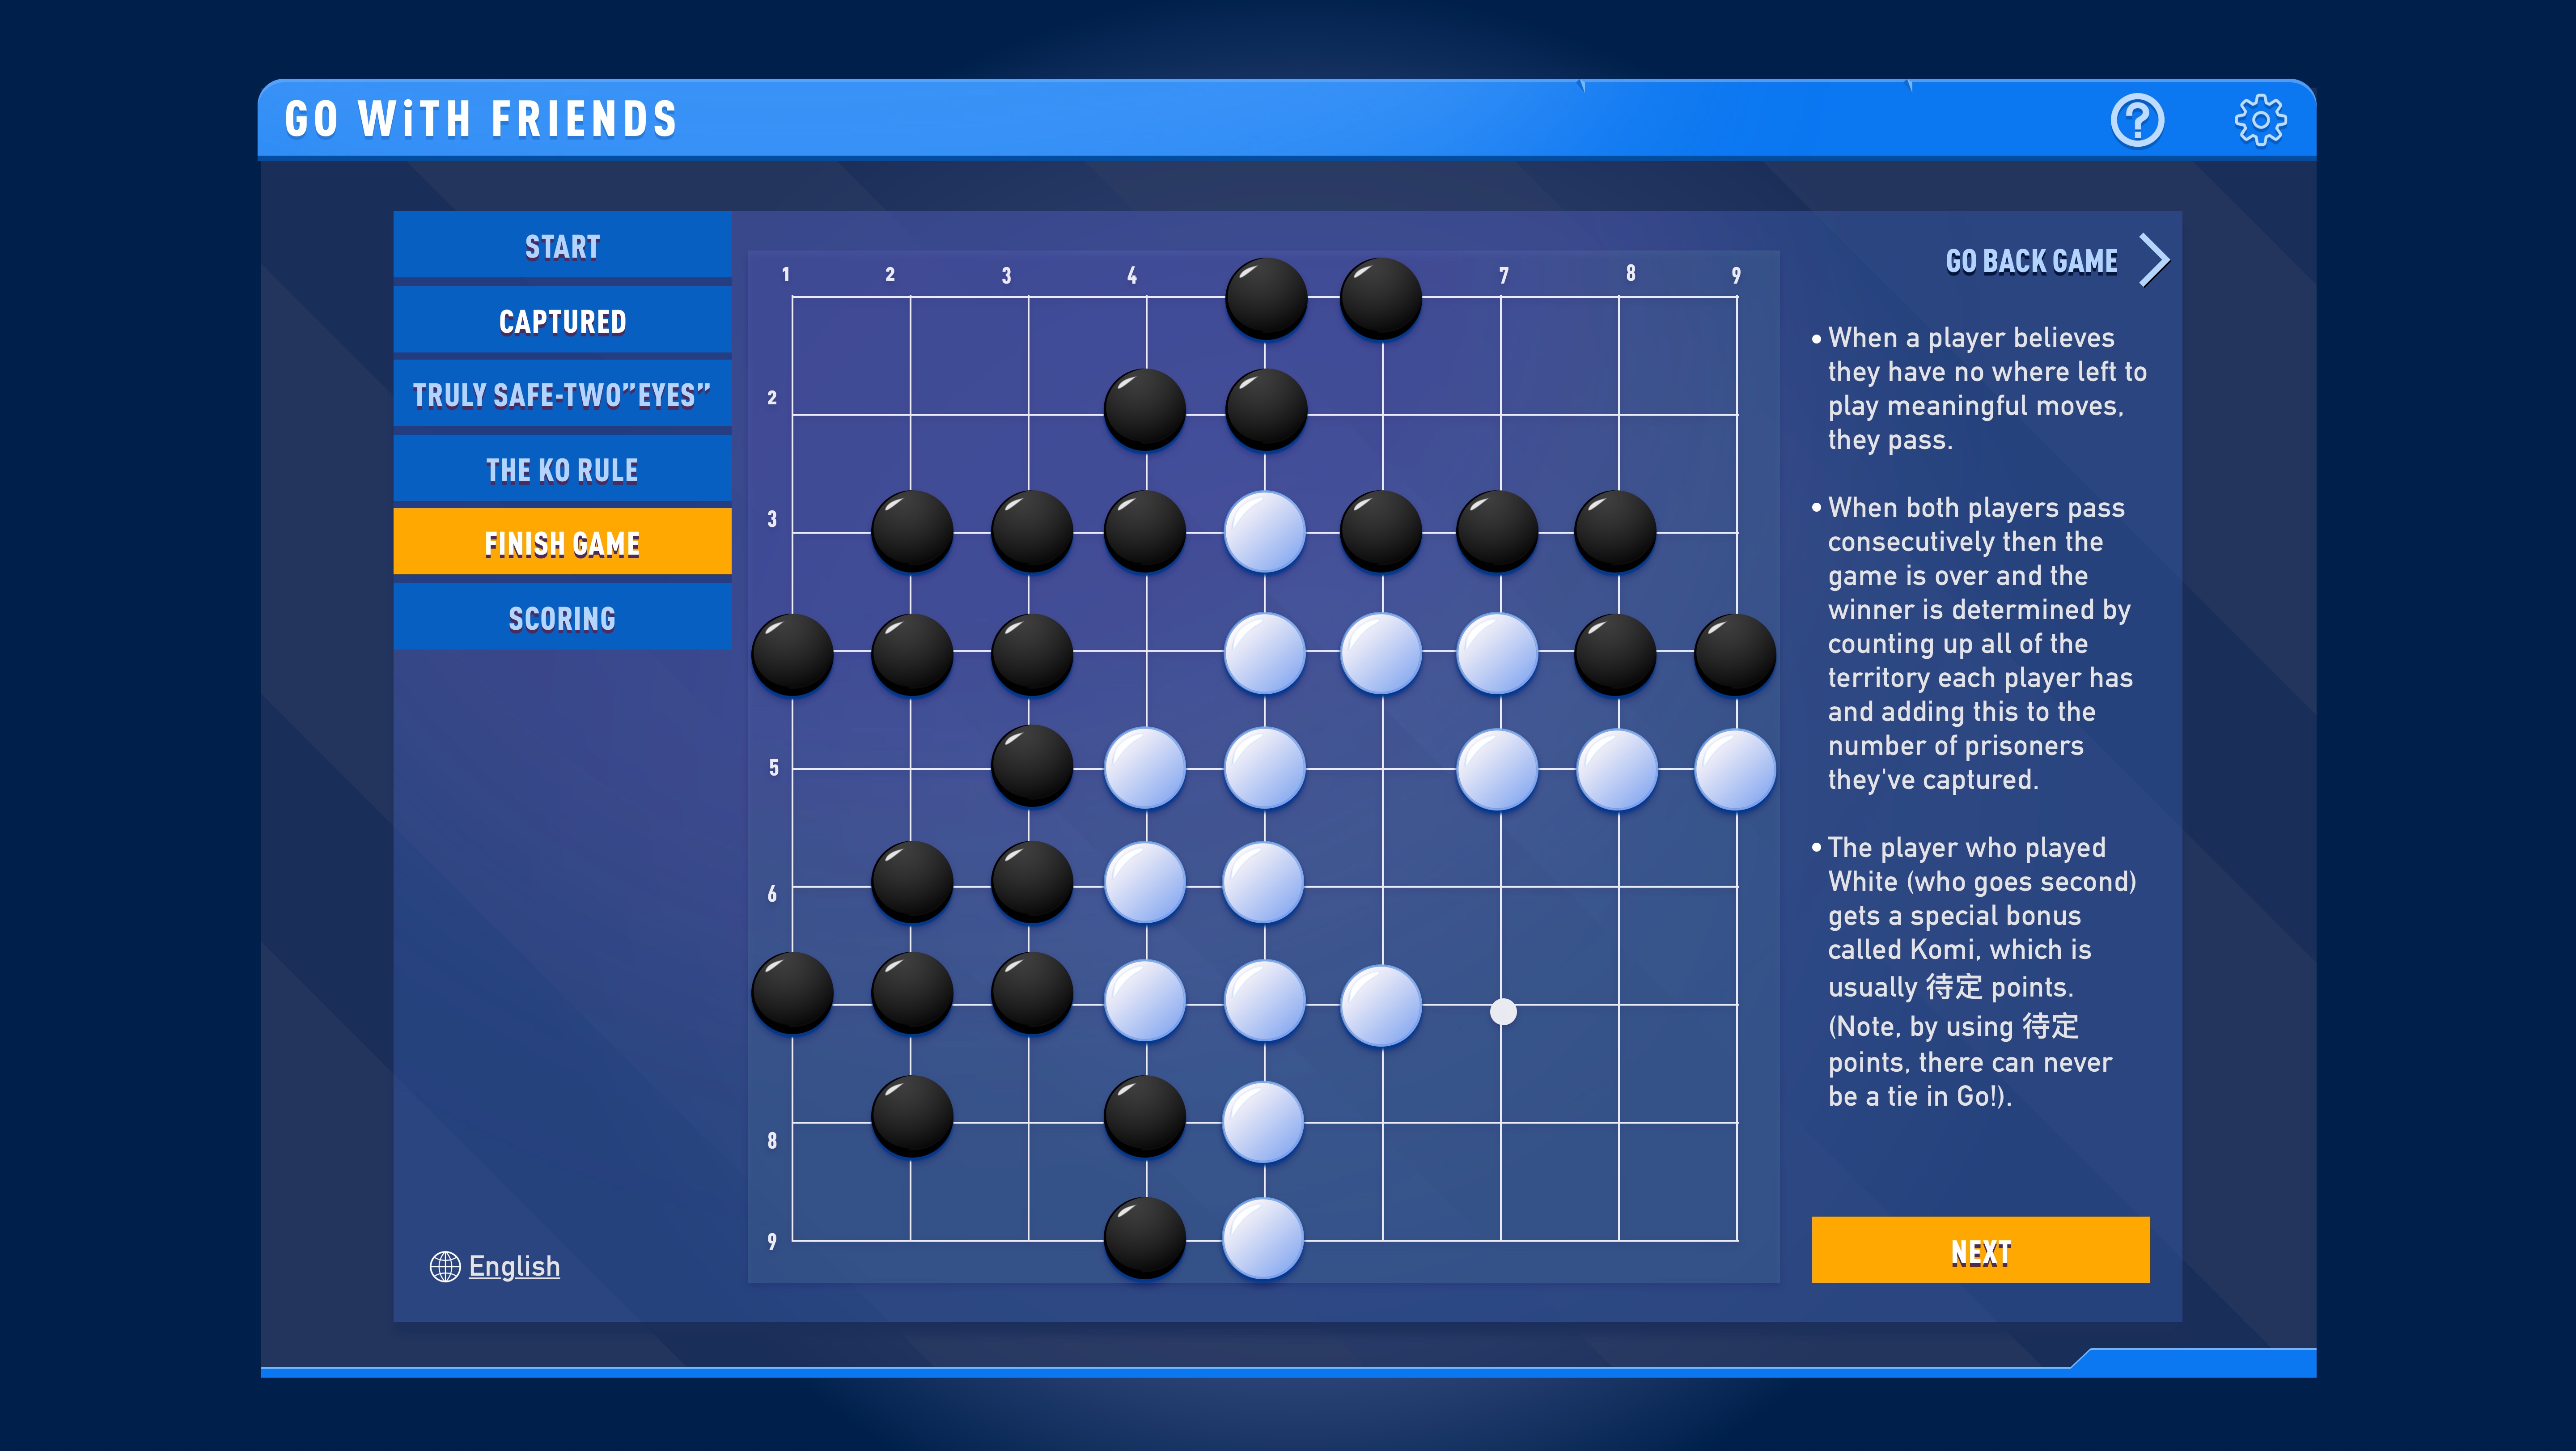 GO WiTH FRIENDS
START
CAPTURED
TRULY SAFE-TWO”EYES”
THE KO RULE
FINISH GAME
SCORING
English
1 2 3 4 7 8 9
2
3
5
6
8
9
GO BACK GAME
• When a player believes
they have no where left to
play meaningful moves,
they pass.
• When both players pass
consecutively then the
game is over and the
winner is determined by
counting up all of the
territory each player has
and adding this to the
number of prisoners
they've captured.
• The player who played
White (who goes second)
gets a special bonus
called Komi, which is
usually 待定 points.
(Note, by using 待定
points, there can never
be a tie in Go!).
NEXT